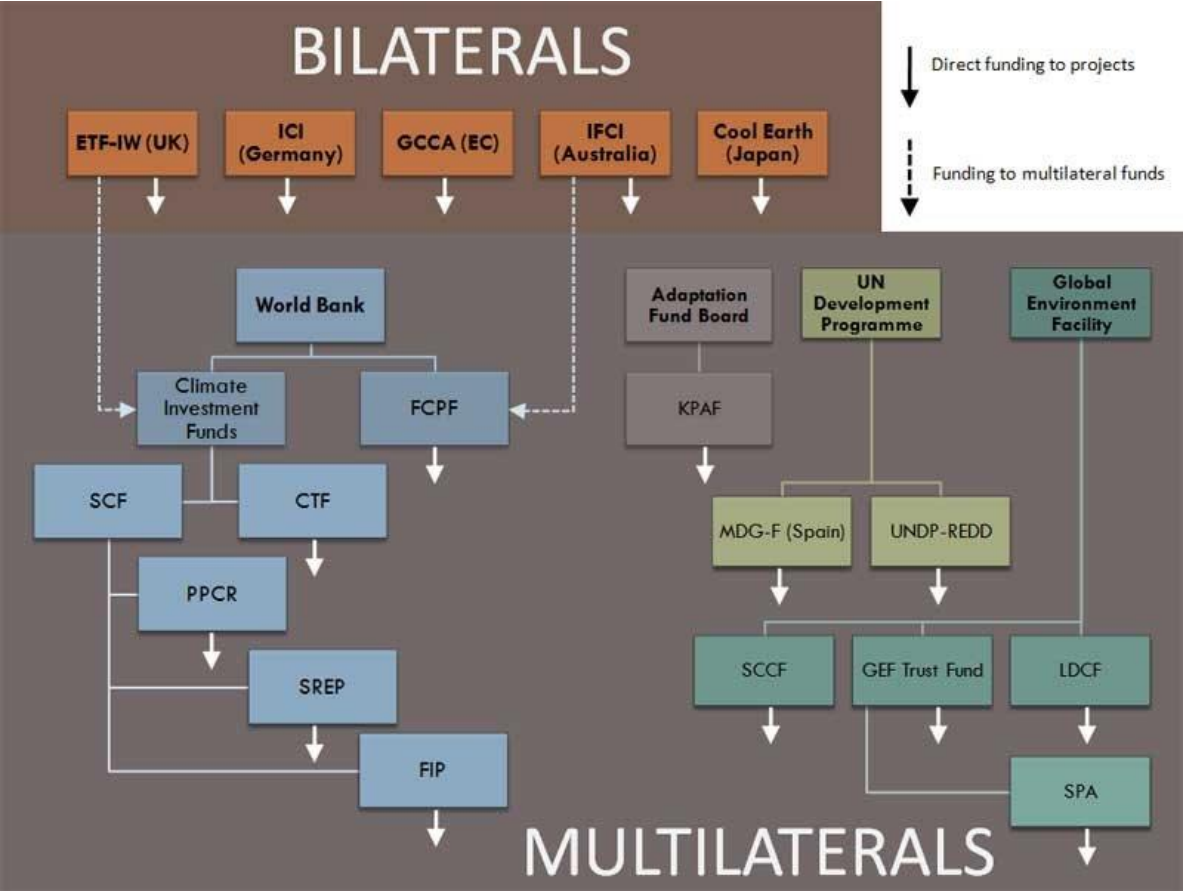 BILATERALS
Direct funding to projects
Funding to multilateral funds
ETF-IW (UK)
ICI
(Germany)
GCCA (EC)
IFCI
(Australia)
Cool Earth
(Japan)
World Bank
Adaptation
Fund Board
UN
Development
Programme
Global
Environment
Facility
Climate
Investment
Funds
FCPF
KPAF
SCF
CTF
MDG-F (Spain)
UNDP-REDD
PPCR
SREP
SCCF
GEF Trust Fund
LDCF
FIP
SPA
MULTILATERALS